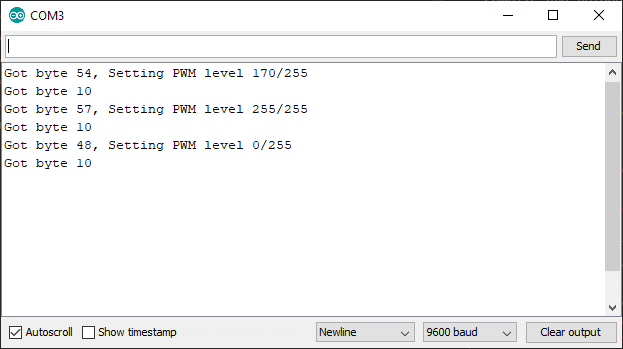 COM3
Send
Got byte 54, Setting PWM level 170/255
Got byte 10
Got byte 57, Setting PWM level 255/255
Got byte 10
Got byte 48, Setting PWM level 0/255
Got byte 10
Autoscroll Show timestamp Newline 9600 baud Clear output